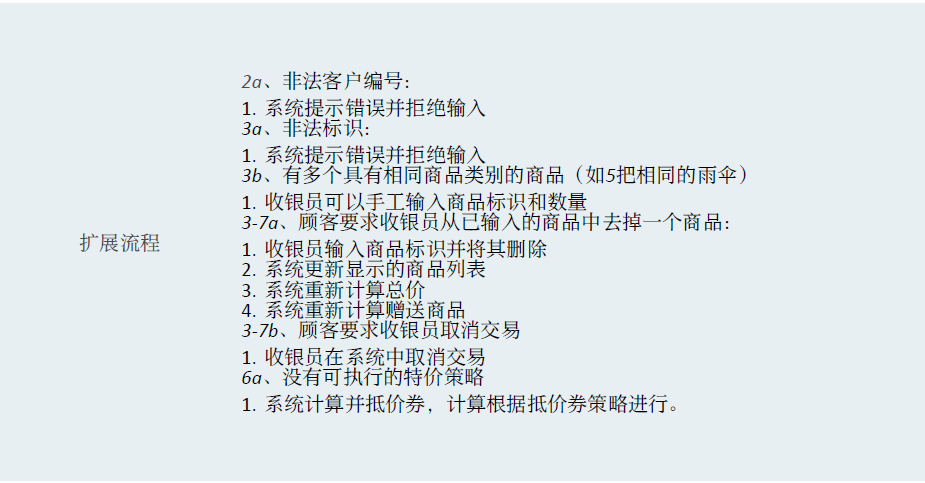 扩展流程
2a、非法客户编号：
1. 系统提示错误并拒绝输入
3a、非法标识：
1. 系统提示错误并拒绝输入
3b、有多个具有相同商品类别的商品（如5把相同的雨伞）
1. 收银员可以手工输入商品标识和数量
3-7a、顾客要求收银员从已输入的商品中去掉一个商品：
1. 收银员输入商品标识并将其删除
2. 系统更新显示的商品列表
3. 系统重新计算总价
4. 系统重新计算赠送商品
3-7b、顾客要求收银员取消交易
1. 收银员在系统中取消交易
6a、没有可执行的特价策略
1. 系统计算并抵价券，计算根据抵价券策略进行。